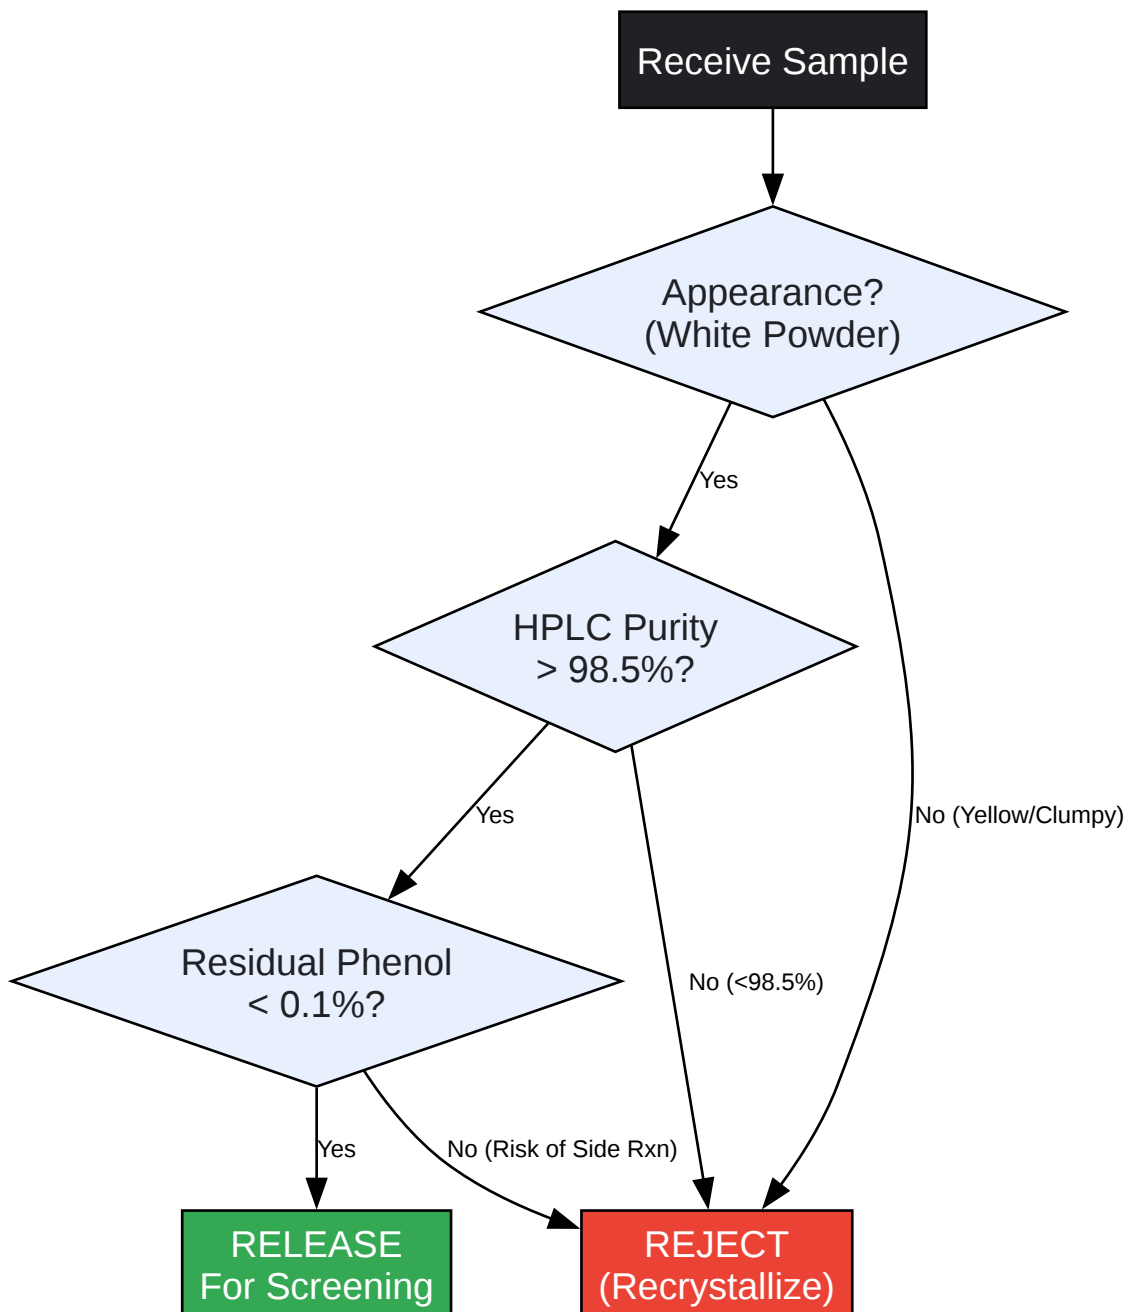 Receive Sample
Appearance?
(White Powder)
Yes
HPLC Purity
> 98.5%?
Yes
No (Yellow/Clumpy)
Residual Phenol
< 0.1%?
No (<98.5%)
Yes
No (Risk of Side Rxn)
RELEASE
For Screening
REJECT
(Recrystallize)